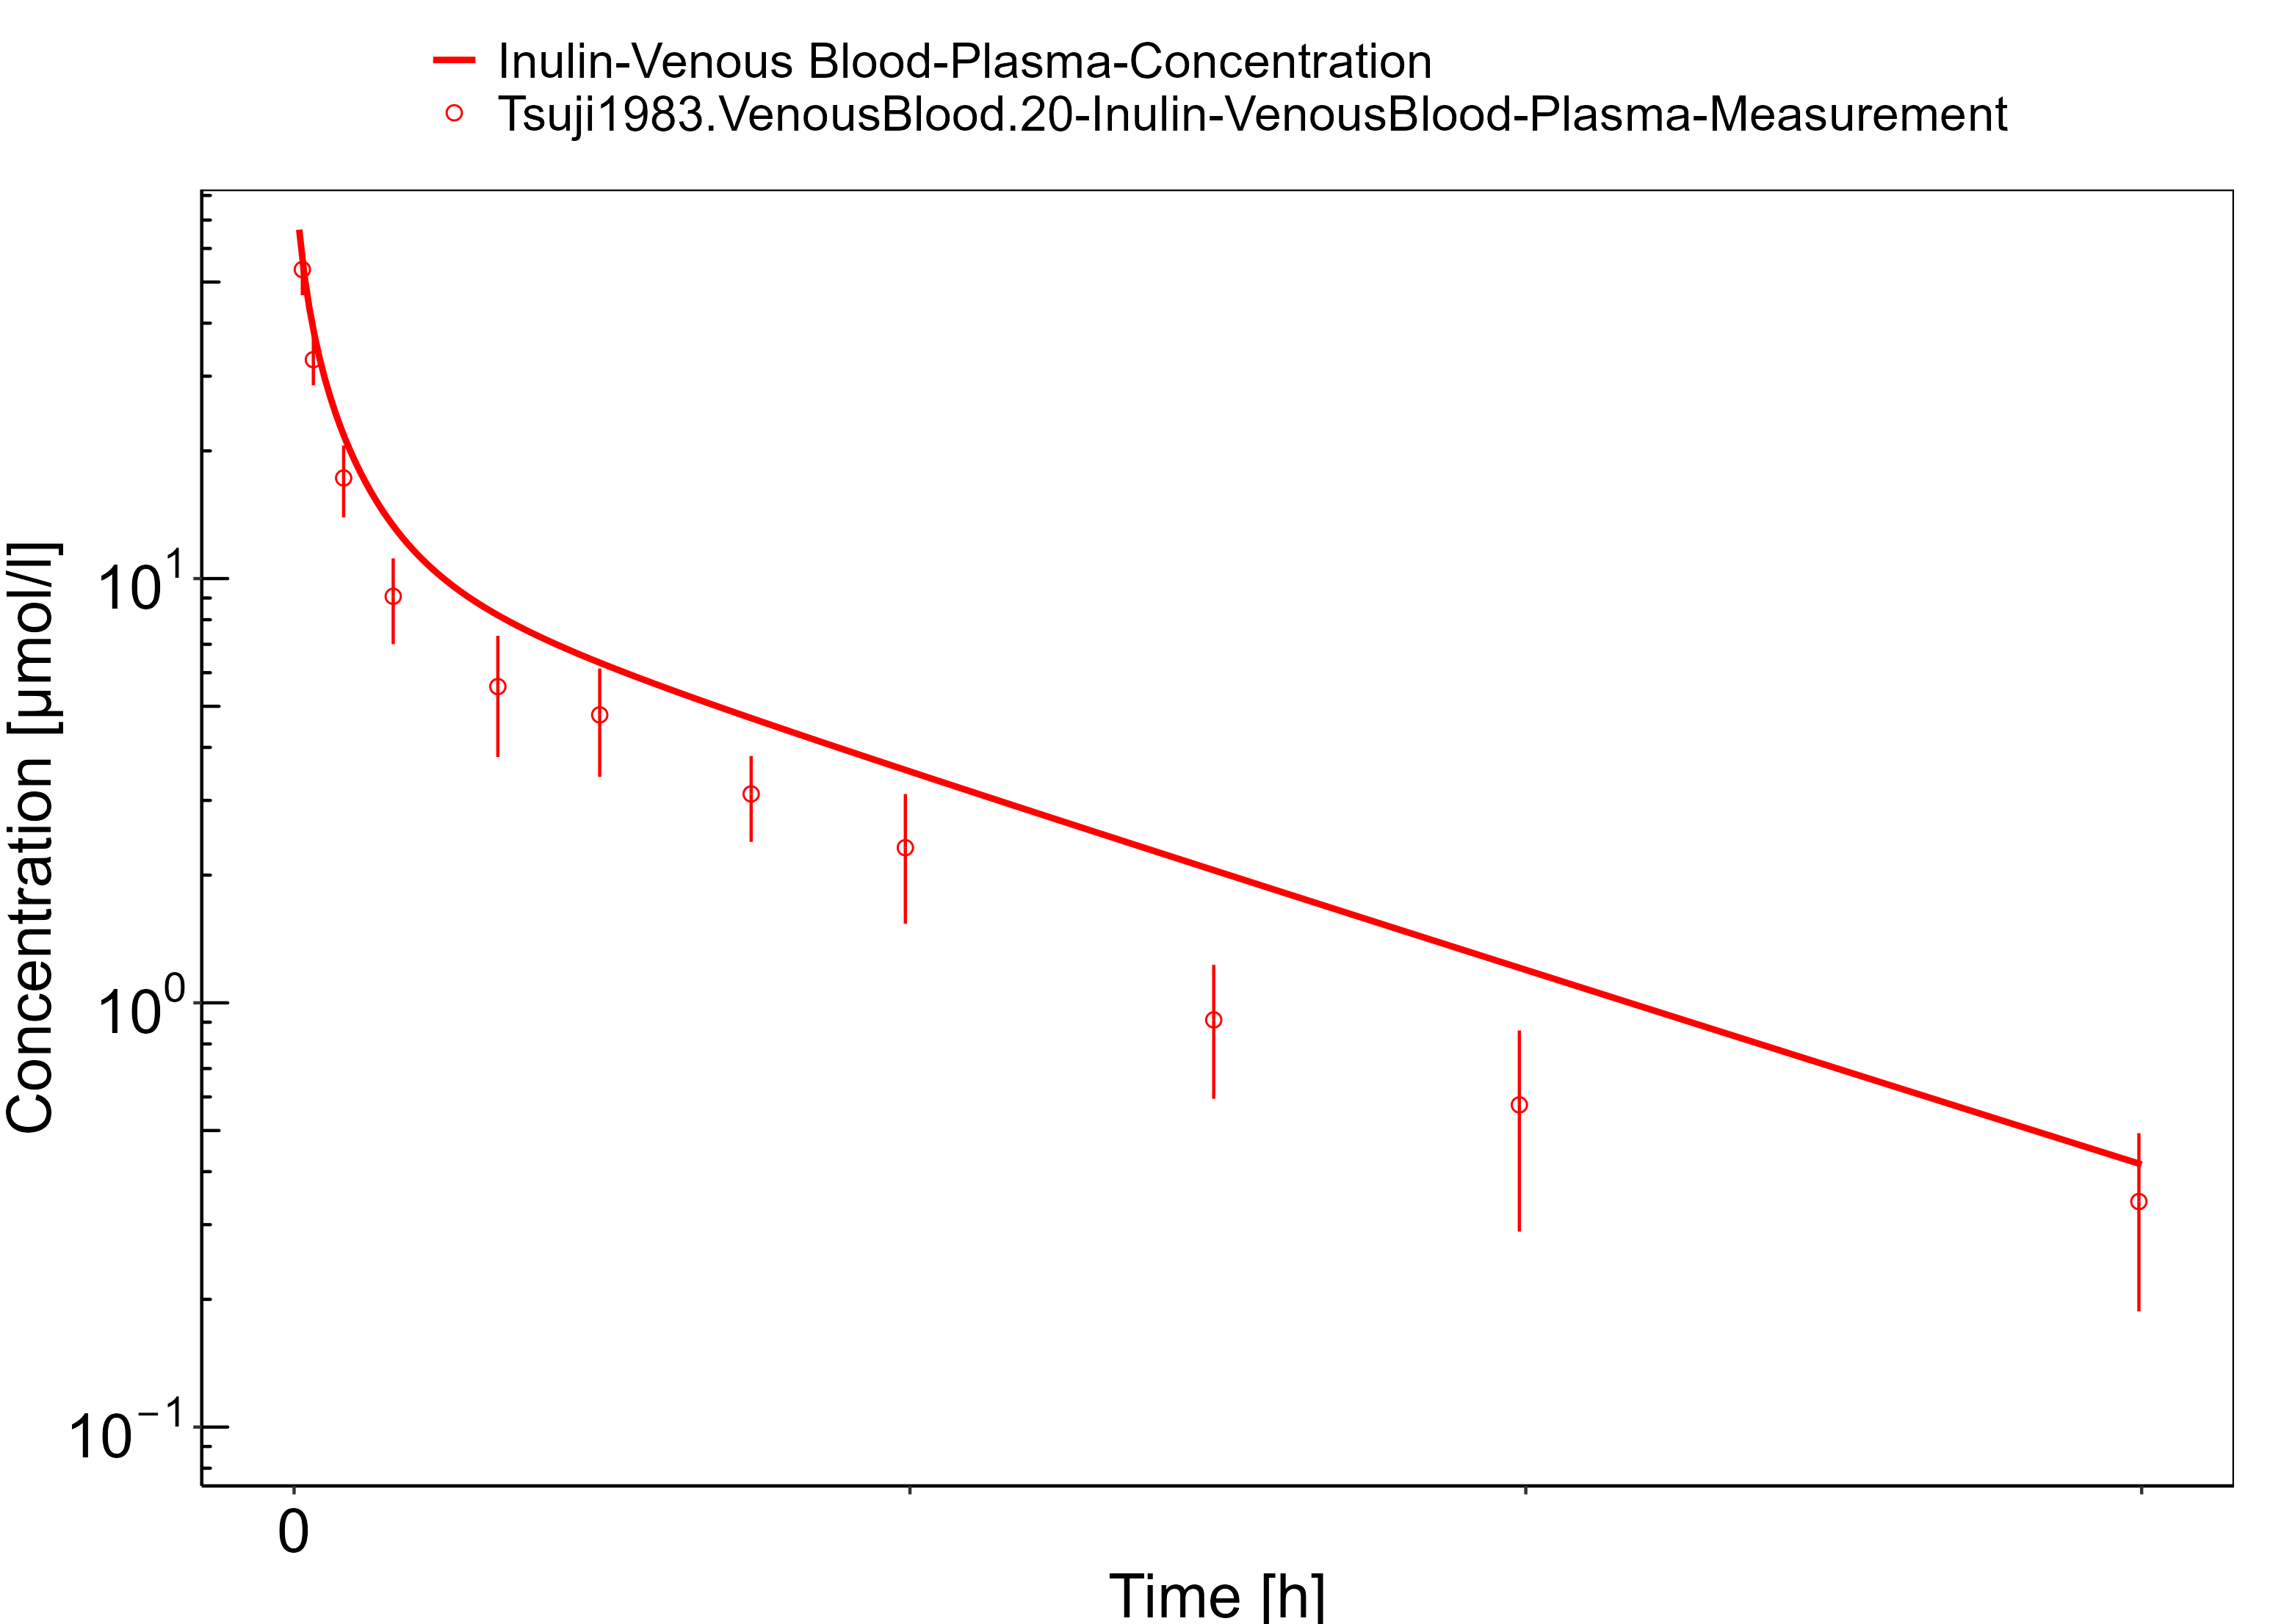 Inulin-Venous Blood-Plasma-Concentration
Tsuji1983.VenousBlood.20-Inulin-VenousBlood-Plasma-Measurement
Concentration [µmol/l]
10¹
10⁰
10⁻¹
0
Time [h]